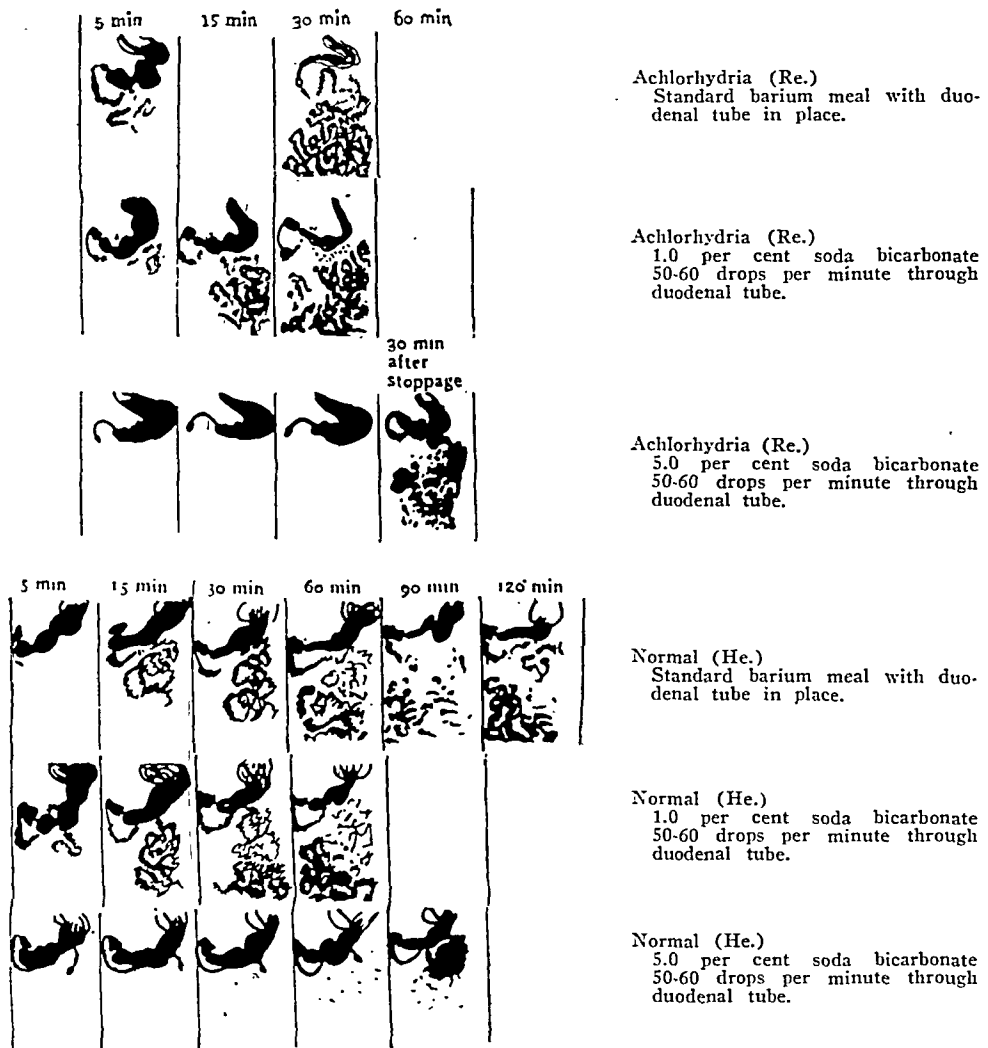 5 min 15 min 30 min 60 min
Achlorhydria (Re.)
Standard barium meal with duo-
denal tube in place.
Achlorhydria (Re.)
1.0 per cent soda bicarbonate
50-60 drops per minute through
duodenal tube.
30 min
after
stoppage
Achlorhydria (Re.)
5.0 per cent soda bicarbonate
50-60 drops per minute through
duodenal tube.
5 min 15 min 30 min 60 min 90 min 120 min
Normal (He.)
Standard barium meal with duo-
denal tube in place.
Normal (He.)
1.0 per cent soda bicarbonate
50-60 drops per minute through
duodenal tube.
Normal (He.)
5.0 per cent soda bicarbonate
50-60 drops per minute through
duodenal tube.